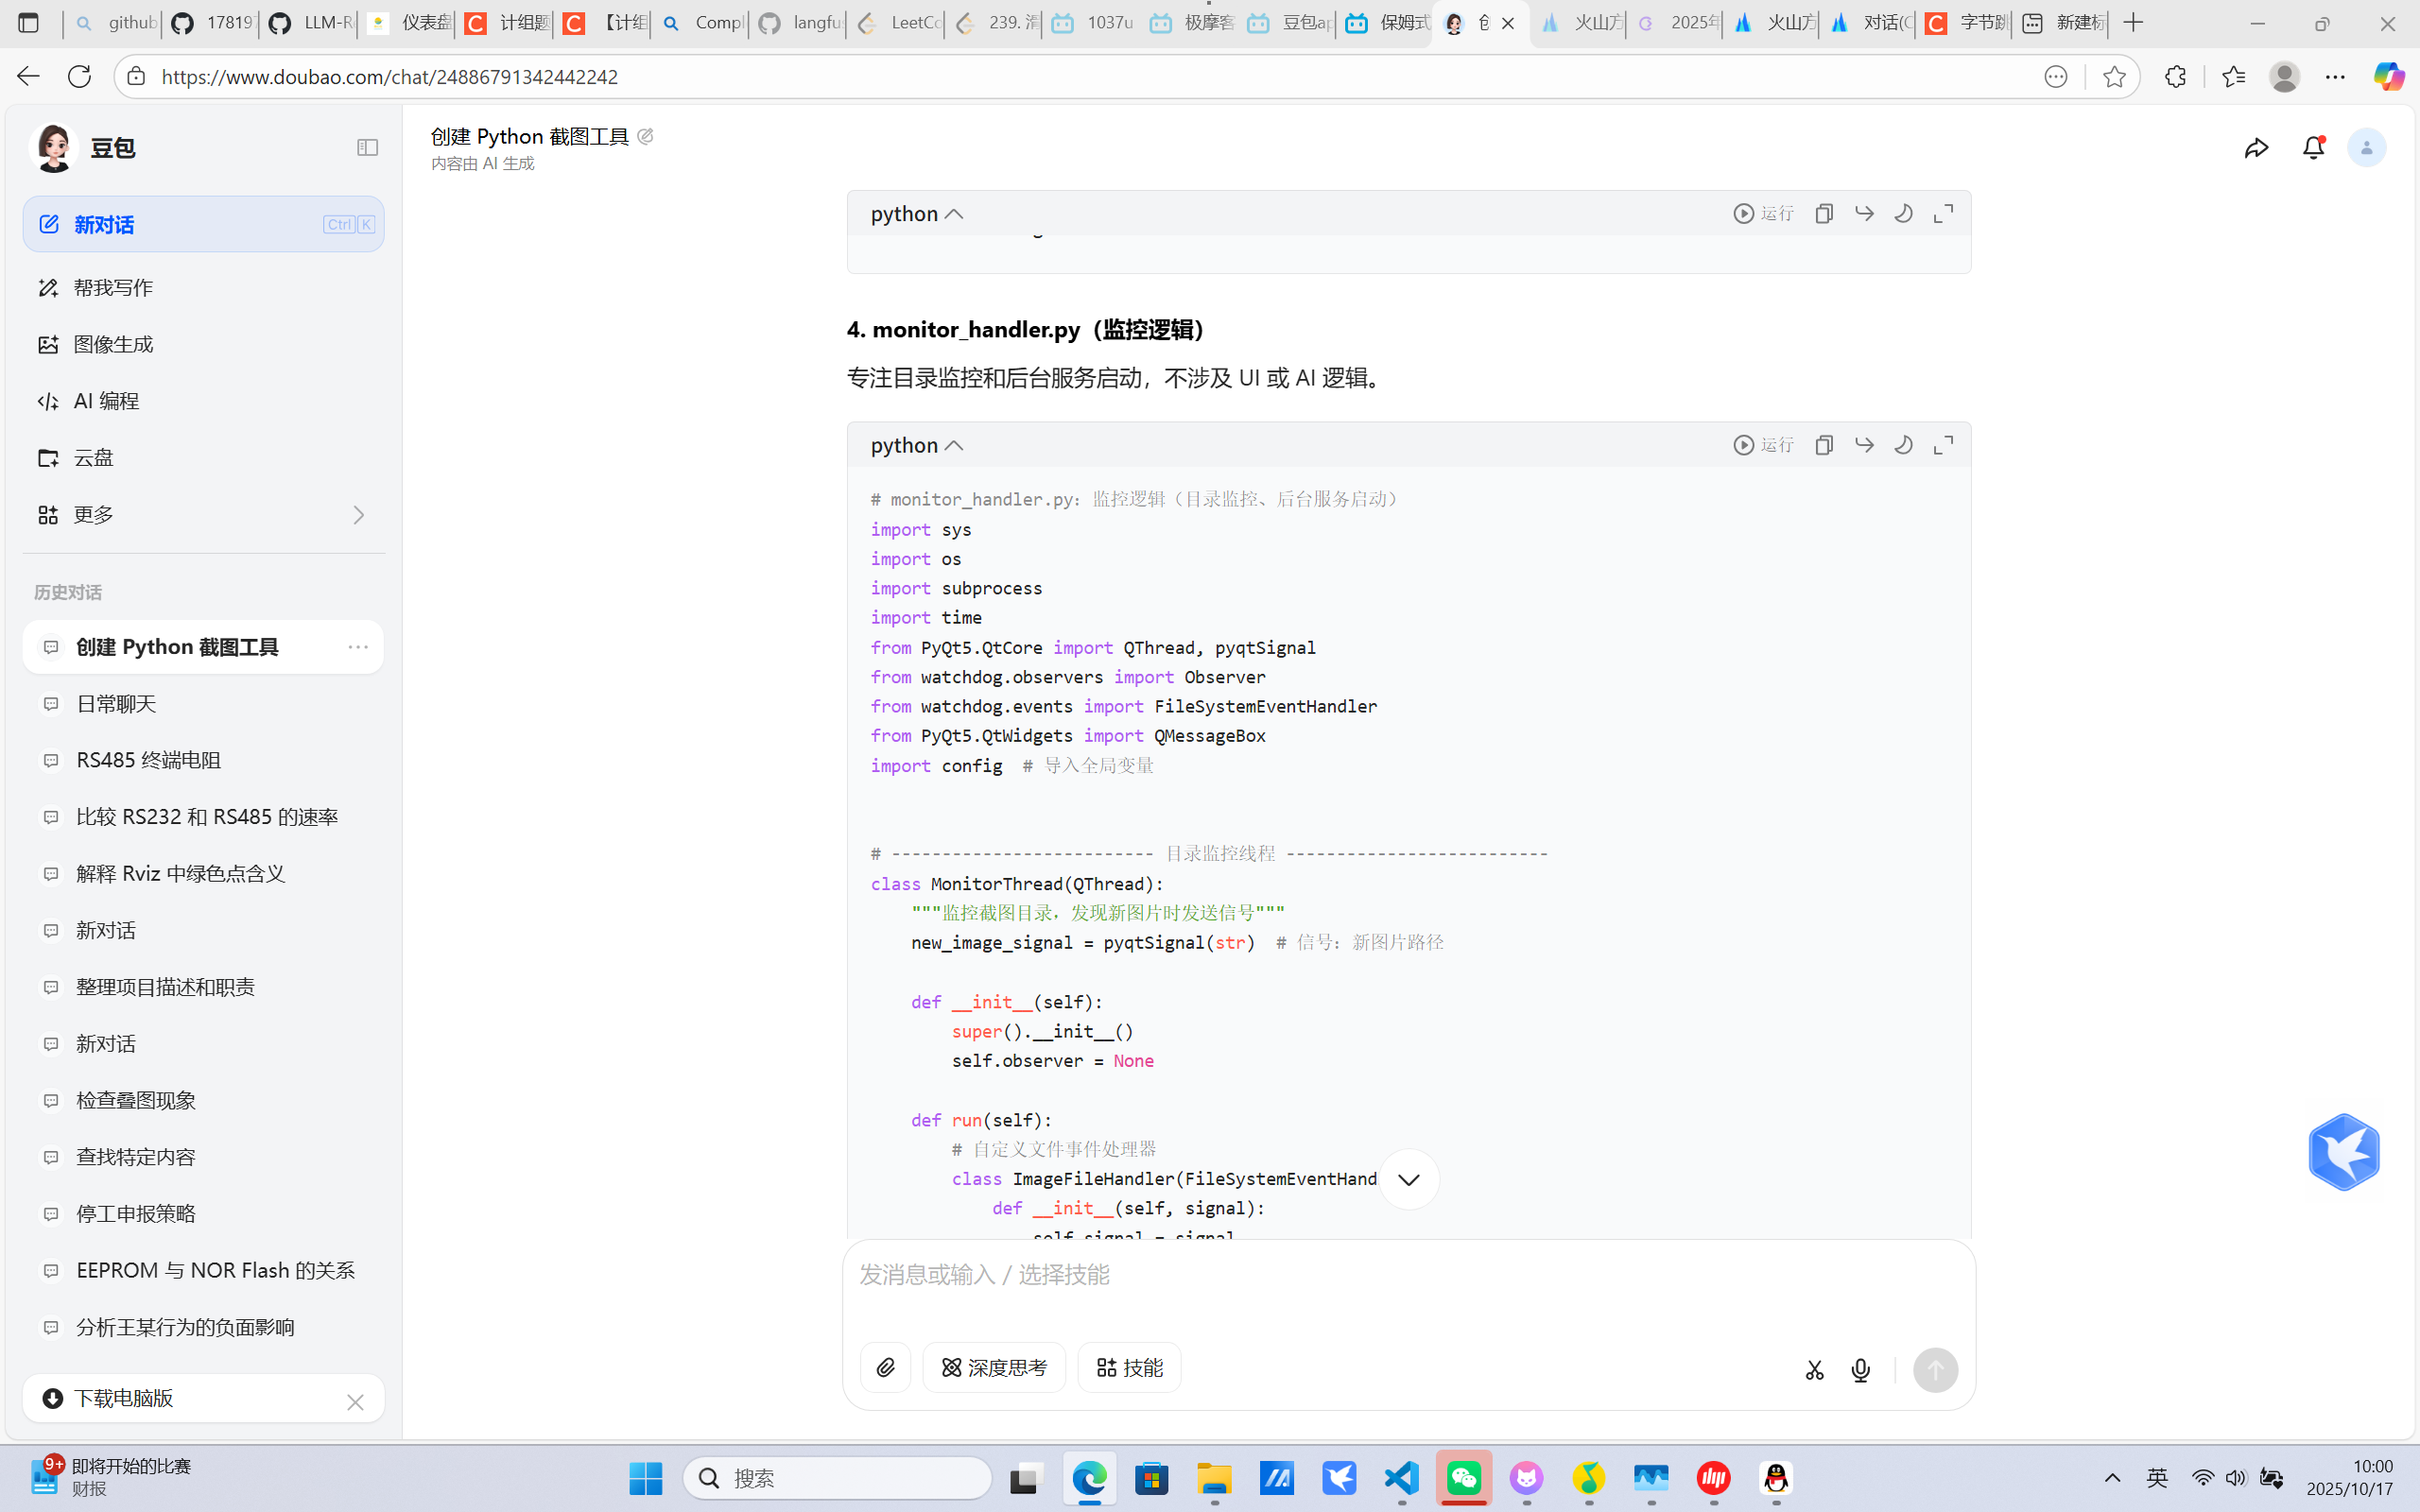 github
17819
LLM-R
仪表盘
计组题
【计组
Compl
langfu
LeetCo
239. 滑
1037u
极摩客
豆包ap
保姆式
火山方
2025年
火山方
对话(C
字节跳
新建标
https://www.doubao.com/chat/24886791342442242
豆包
新对话
Ctrl K
帮我写作
图像生成
AI 编程
云盘
更多
历史对话
创建 Python 截图工具
日常聊天
RS485 终端电阻
比较 RS232 和 RS485 的速率
解释 Rviz 中绿色点含义
新对话
整理项目描述和职责
新对话
检查叠图现象
查找特定内容
停工申报策略
EEPROM 与 NOR Flash 的关系
分析王某行为的负面影响
下载电脑版
创建 Python 截图工具
内容由 AI 生成
python
运行
4. monitor_handler.py（监控逻辑）
专注目录监控和后台服务启动，不涉及 UI 或 AI 逻辑。
python
运行
# monitor_handler.py：监控逻辑（目录监控、后台服务启动）
import sys
import os
import subprocess
import time
from PyQt5.QtCore import QThread, pyqtSignal
from watchdog.observers import Observer
from watchdog.events import FileSystemEventHandler
from PyQt5.QtWidgets import QMessageBox
import config  # 导入全局变量
# -------------------------- 目录监控线程 --------------------------
class MonitorThread(QThread):
    """监控截图目录，发现新图片时发送信号"""
    new_image_signal = pyqtSignal(str)  # 信号：新图片路径
    def __init__(self):
        super().__init__()
        self.observer = None
    def run(self):
        # 自定义文件事件处理器
        class ImageFileHandler(FileSystemEventHand
            def __init__(self, signal):
                self.signal = signal
发消息或输入 / 选择技能
深度思考
技能
9+
即将开始的比赛
财报
搜索
英
10:00
2025/10/17